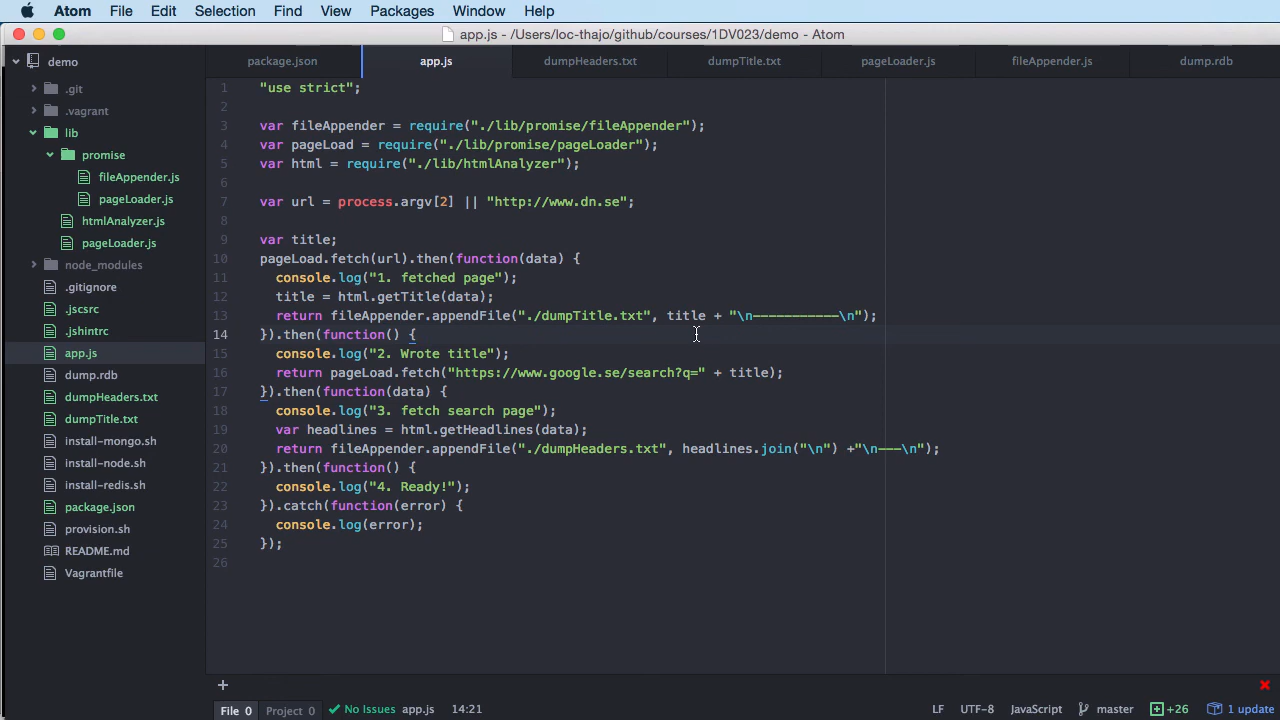 Atom File Edit Selection Find View Packages Window Help
app.js - /Users/loc-thajo/github/courses/1DV023/demo - Atom
demo
.git
.vagrant
lib
promise
fileAppender.js
pageLoader.js
htmlAnalyzer.js
pageLoader.js
node_modules
.gitignore
.jscsrc
.jshintrc
app.js
dump.rdb
dumpHeaders.txt
dumpTitle.txt
install-mongo.sh
install-node.sh
install-redis.sh
package.json
provision.sh
README.md
Vagrantfile
package.json app.js dumpHeaders.txt dumpTitle.txt pageLoader.js fileAppender.js dump.rdb
1 "use strict";
2
3 var fileAppender = require("./lib/promise/fileAppender");
4 var pageLoad = require("./lib/promise/pageLoader");
5 var html = require("./lib/htmlAnalyzer");
6
7 var url = process.argv[2] || "http://www.dn.se";
8
9 var title;
10 pageLoad.fetch(url).then(function(data) {
11 console.log("1. fetched page");
12 title = html.getTitle(data);
13 return fileAppender.appendFile("./dumpTitle.txt", title + "\n-----------\n");
14 }).then(function() {
15 console.log("2. Wrote title");
16 return pageLoad.fetch("https://www.google.se/search?q=" + title);
17 }).then(function(data) {
18 console.log("3. fetch search page");
19 var headlines = html.getHeadlines(data);
20 return fileAppender.appendFile("./dumpHeaders.txt", headlines.join("\n") +"\n---\n");
21 }).then(function() {
22 console.log("4. Ready!");
23 }).catch(function(error) {
24 console.log(error);
25 });
26
+
File 0 Project 0 No Issues app.js 14:21 LF UTF-8 JavaScript master +26 1 update